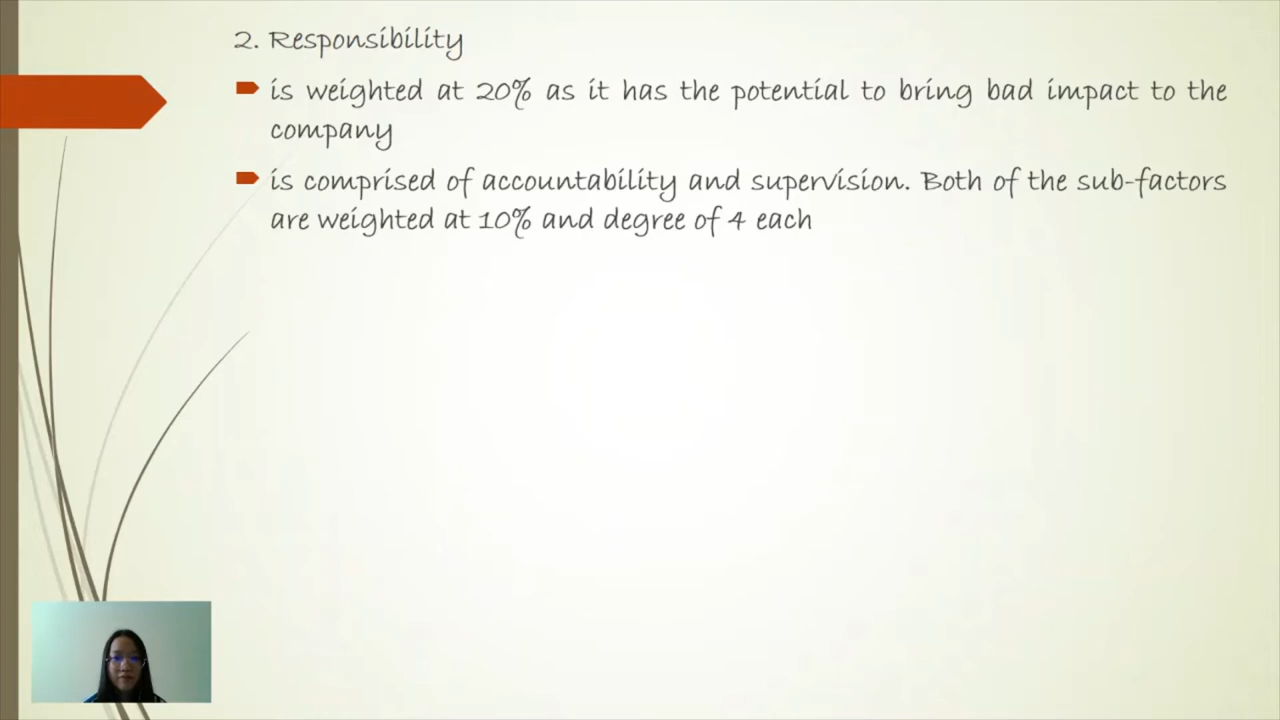 2. Responsibility
is weighted at 20% as it has the potential to bring bad impact to the
company
is comprised of accountability and supervision. Both of the sub-factors
are weighted at 10% and degree of 4 each